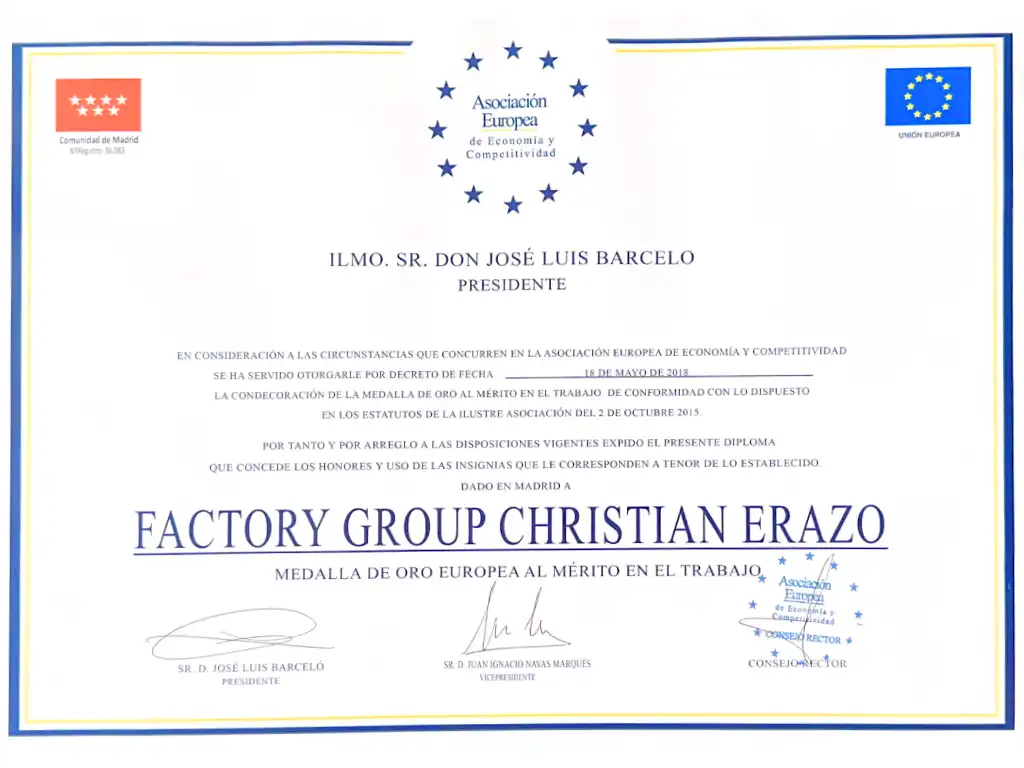 Asociación
Europea
de Economía y
Competitividad
Comunidad de Madrid
NºRegistro: 36.083
UNIÓN EUROPEA
ILMO. SR. DON JOSÉ LUIS BARCELO
PRESIDENTE
EN CONSIDERACIÓN A LAS CIRCUNSTANCIAS QUE CONCURREN EN LA ASOCIACIÓN EUROPEA DE ECONOMÍA Y COMPETITIVIDAD
SE HA SERVIDO OTORGARLE POR DECRETO DE FECHA 18 DE MAYO DE 2018
LA CONDECORACIÓN DE LA MEDALLA DE ORO AL MÉRITO EN EL TRABAJO, DE CONFORMIDAD CON LO DISPUESTO
EN LOS ESTATUTOS DE LA ILUSTRE ASOCIACIÓN DEL 2 DE OCTUBRE 2015.
POR TANTO Y POR ARREGLO A LAS DISPOSICIONES VIGENTES EXPIDO EL PRESENTE DIPLOMA
QUE CONCEDE LOS HONORES Y USO DE LAS INSIGNIAS QUE LE CORRESPONDEN A TENOR DE LO ESTABLECIDO.
DADO EN MADRID A
FACTORY GROUP CHRISTIAN ERAZO
MEDALLA DE ORO EUROPEA AL MÉRITO EN EL TRABAJO
Asociación
Europea
de Economía y
Competitividad
CONSEJO RECTOR
SR. D. JOSÉ LUIS BARCELÓ
PRESIDENTE
SR. D. JUAN IGNACIO NAVAS MARQUÉS
VICEPRESIDENTE
CONSEJO RECTOR